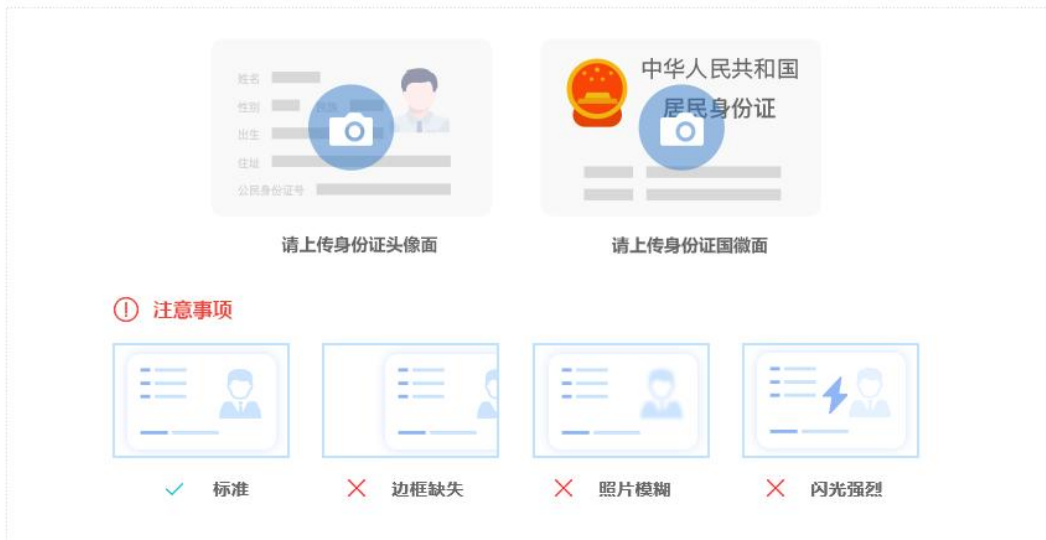 姓名
性别 民族
出生
住址
公民身份证号
中华人民共和国
居民身份证
请上传身份证头像面
请上传身份证国徽面
注意事项
标准
边框缺失
照片模糊
闪光强烈